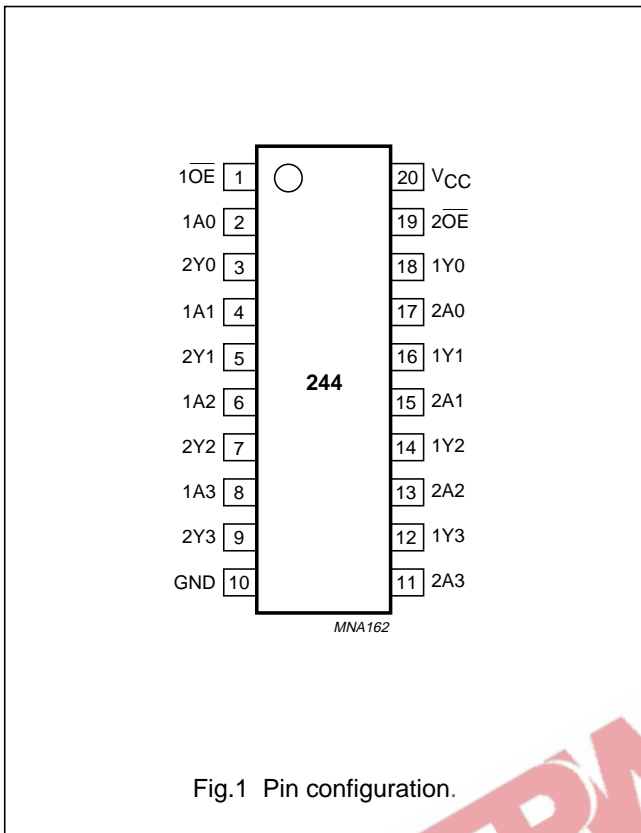 1O̅E̅ 1 20 VCC
1A0 2 19 2O̅E̅
2Y0 3 18 1Y0
1A1 4 17 2A0
2Y1 5 16 1Y1
244
1A2 6 15 2A1
2Y2 7 14 1Y2
1A3 8 13 2A2
2Y3 9 12 1Y3
GND 10 11 2A3
MNA162
Fig.1 Pin configuration.